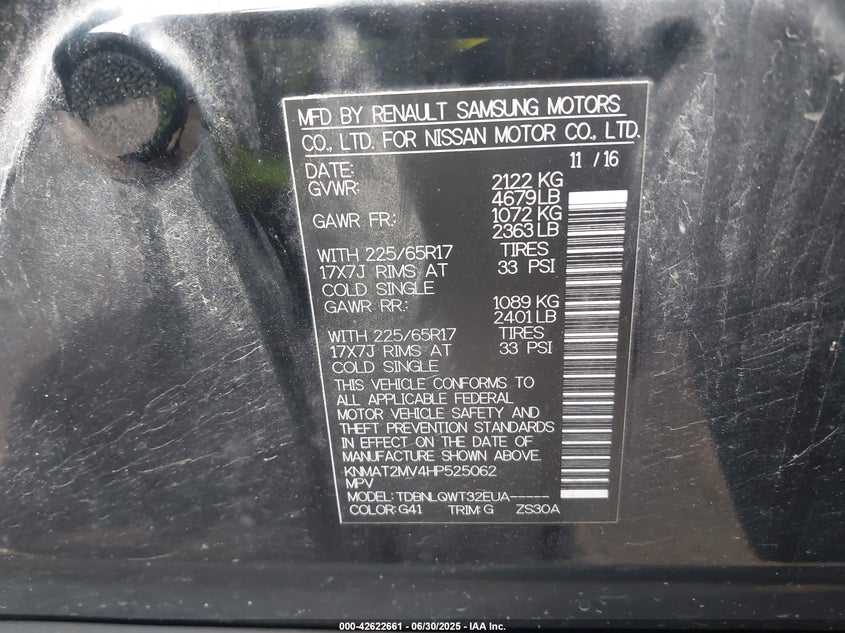 MFD BY RENAULT SAMSUNG MOTORS
CO., LTD. FOR NISSAN MOTOR CO., LTD.
DATE: 11 / 16
GVWR: 2122 KG
4679 LB
GAWR FR: 1072 KG
2363 LB
WITH 225/65R17 TIRES
17X7J RIMS AT 33 PSI
COLD SINGLE
GAWR RR: 1089 KG
2401 LB
WITH 225/65R17 TIRES
17X7J RIMS AT 33 PSI
COLD SINGLE
THIS VEHICLE CONFORMS TO
ALL APPLICABLE FEDERAL
MOTOR VEHICLE SAFETY AND
THEFT PREVENTION STANDARDS
IN EFFECT ON THE DATE OF
MANUFACTURE SHOWN ABOVE.
KNMAT2MV4HP525062
MPV
MODEL: TDBNLQWT32EUA-----
COLOR: G41 TRIM: G ZS30A
000-42622661 - 06/30/2025 - IAA Inc.